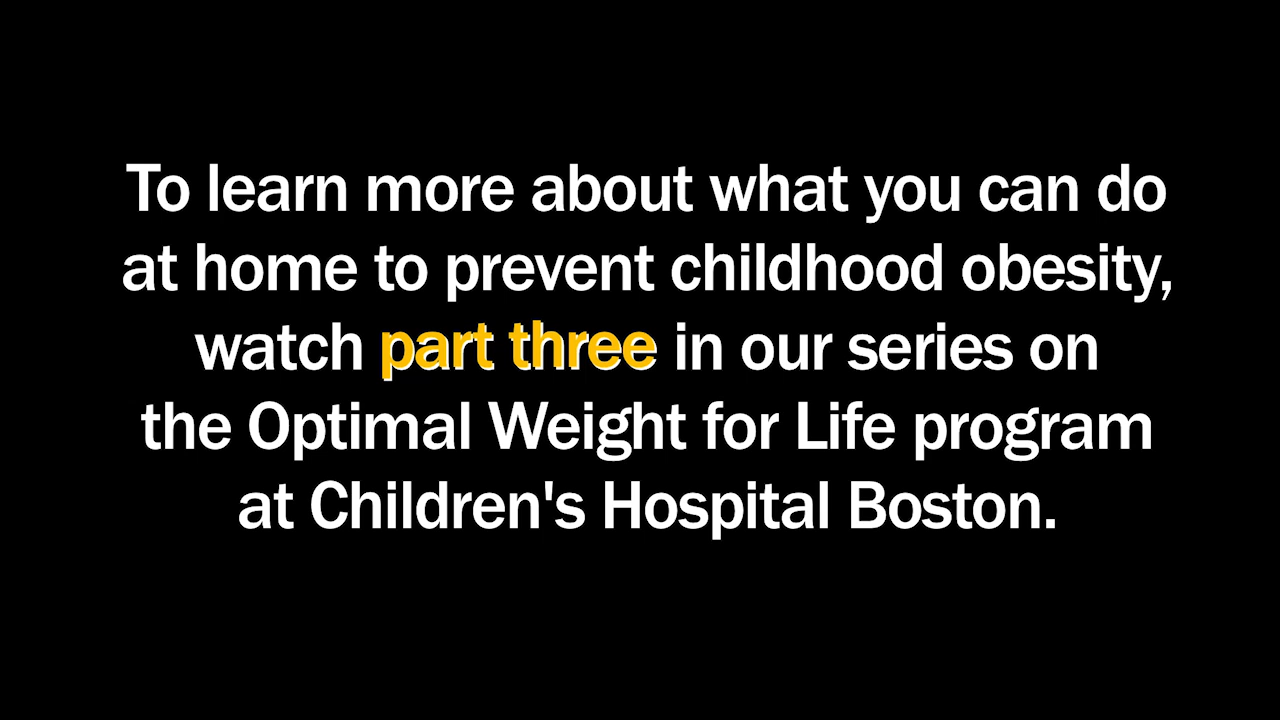 To learn more about what you can do
at home to prevent childhood obesity,
watch part three in our series on
the Optimal Weight for Life program
at Children's Hospital Boston.